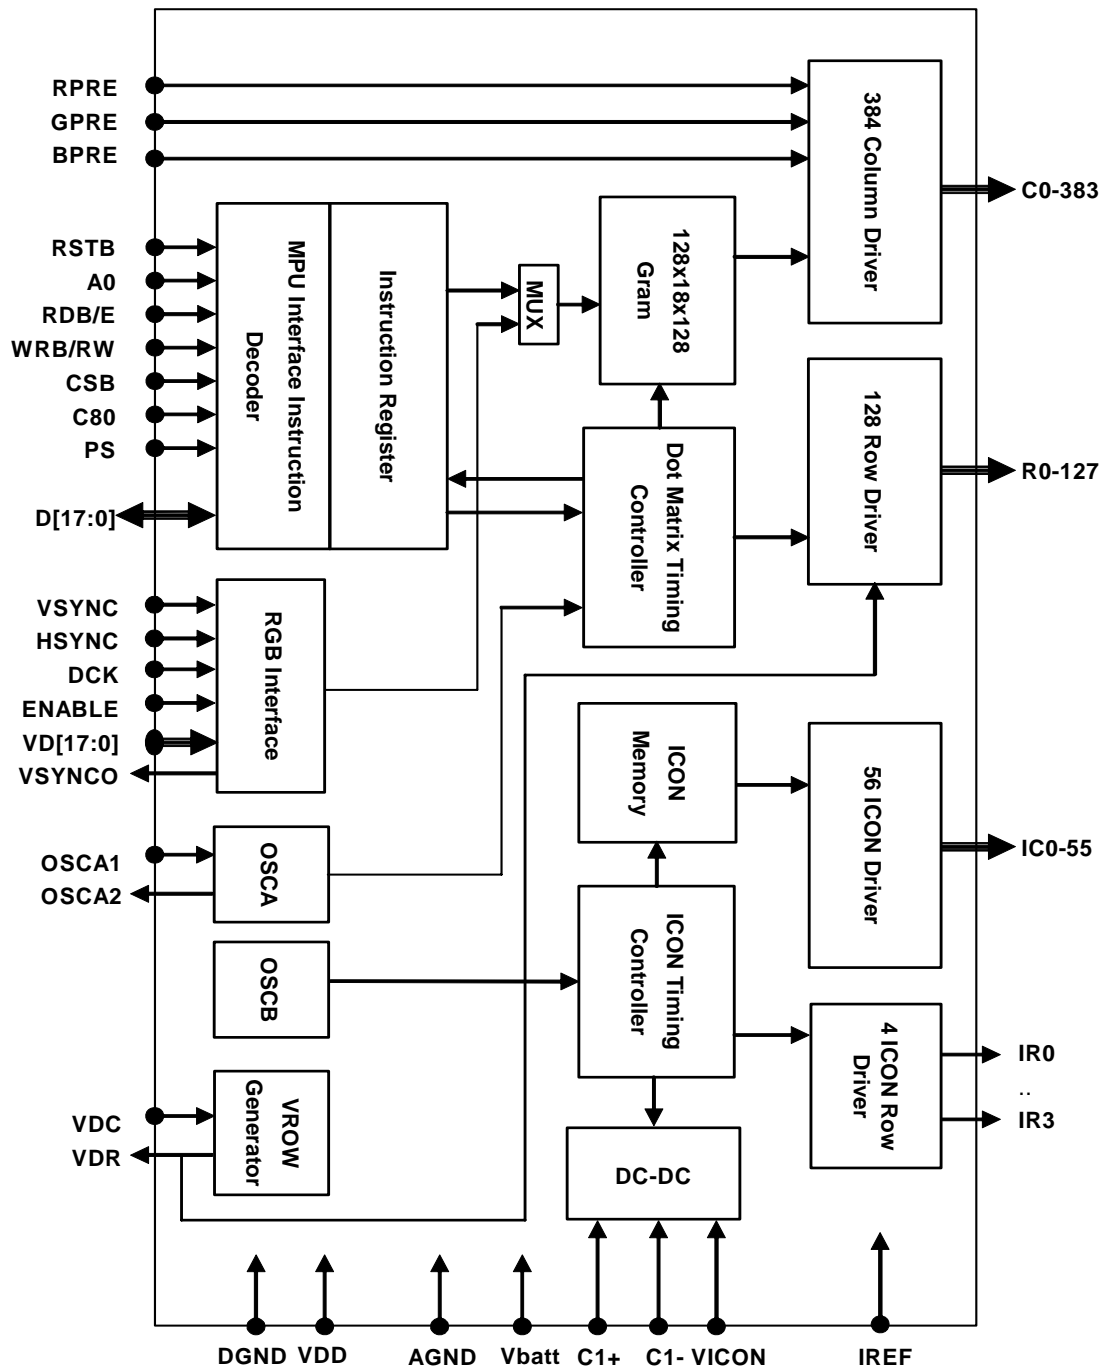 RPRE
GPRE
BPRE
384 Column Driver
C0-383
RSTB
A0
RDB/E
WRB/RW
CSB
C80
PS
D[17:0]
MPU Interface Instruction
Decoder
Instruction Register
MUX
128x18x128
Gram
Dot Matrix Timing
Controller
128 Row Driver
R0-127
VSYNC
HSYNC
DCK
ENABLE
VD[17:0]
VSYNCO
RGB Interface
ICON
Memory
56 ICON Driver
IC0-55
OSCA1
OSCA2
OSCA
OSCB
ICON Timing
Controller
4 ICON Row
Driver
IR0
..
IR3
VDC
VDR
VROW
Generator
DC-DC
DGND
VDD
AGND
Vbatt
C1+
C1-
VICON
IREF